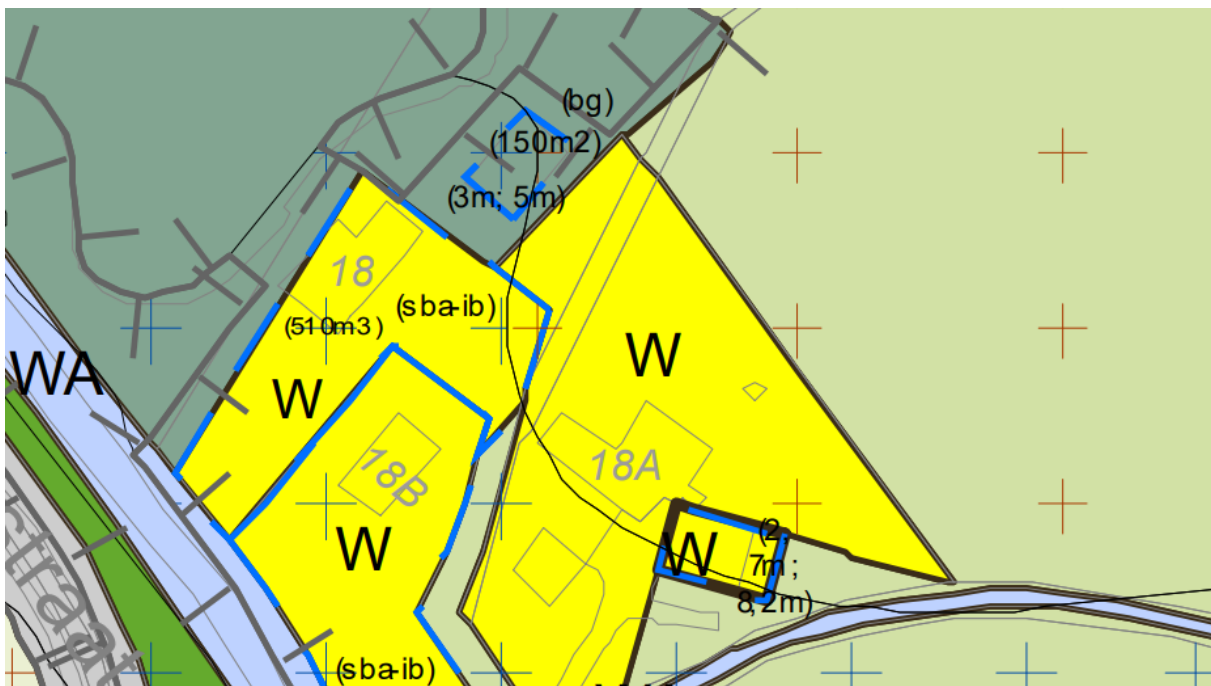 (bg)
(150m2)
(3m; 5m)
18
(sba-ib)
(510m3)
W
WA
W
18A
18B
W
W
(2,
7m;
8,2m)
(sba-ib)